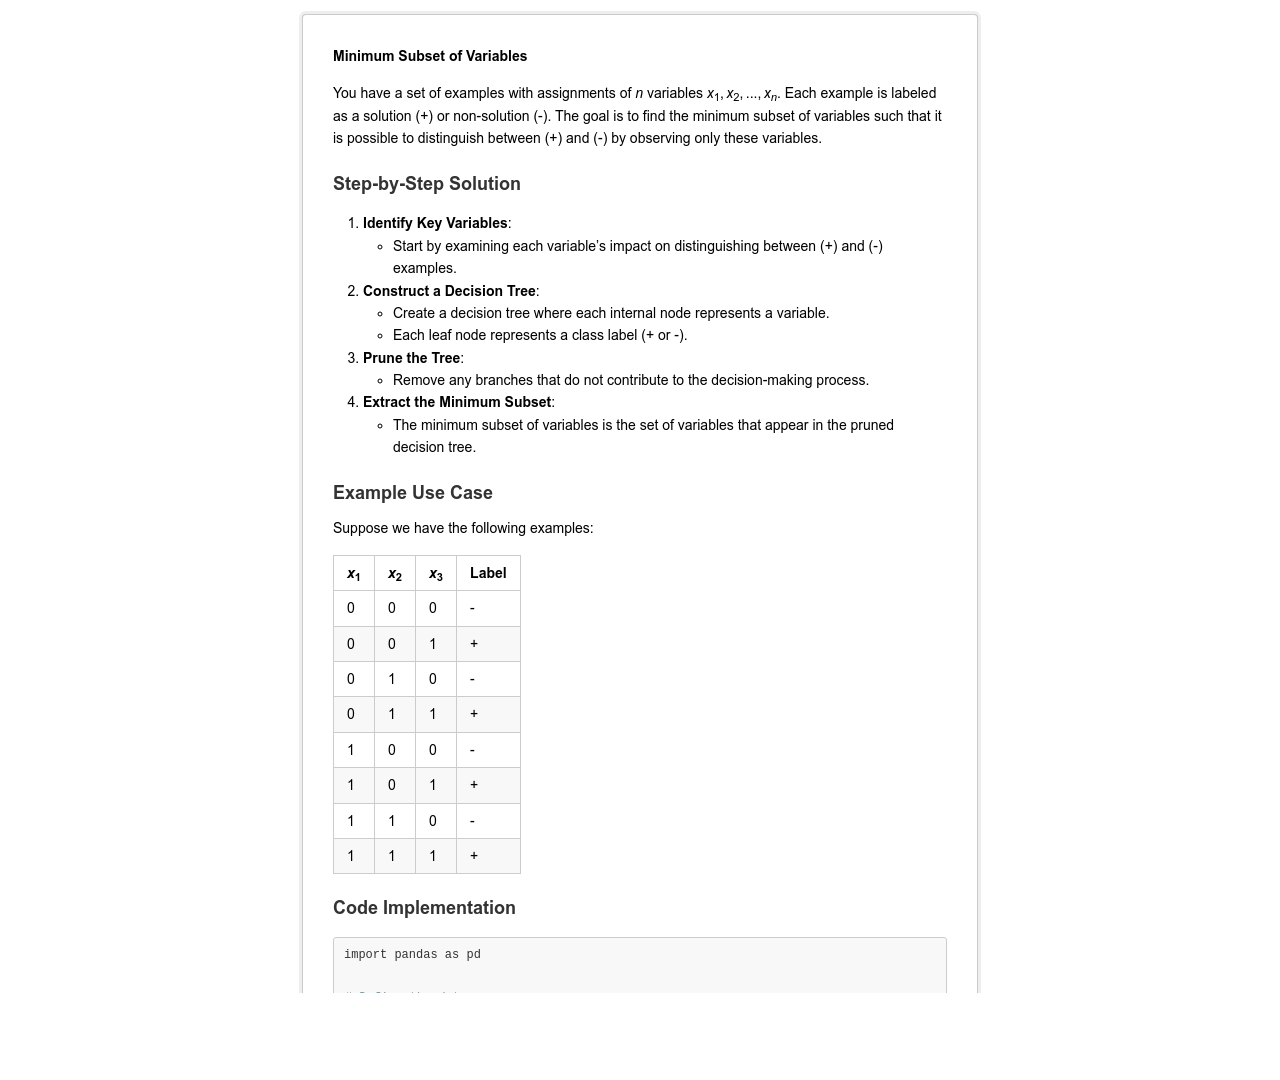 Minimum Subset of Variables
You have a set of examples with assignments of n variables x₁, x₂, ..., xₙ. Each example is labeled
as a solution (+) or non-solution (-). The goal is to find the minimum subset of variables such that it
is possible to distinguish between (+) and (-) by observing only these variables.
Step-by-Step Solution
1. Identify Key Variables:
◦ Start by examining each variable’s impact on distinguishing between (+) and (-)
examples.
2. Construct a Decision Tree:
◦ Create a decision tree where each internal node represents a variable.
◦ Each leaf node represents a class label (+ or -).
3. Prune the Tree:
◦ Remove any branches that do not contribute to the decision-making process.
4. Extract the Minimum Subset:
◦ The minimum subset of variables is the set of variables that appear in the pruned
decision tree.
Example Use Case
Suppose we have the following examples:
x₁ x₂ x₃ Label
0 0 0 -
0 0 1 +
0 1 0 -
0 1 1 +
1 0 0 -
1 0 1 +
1 1 0 -
1 1 1 +
Code Implementation
import pandas as pd